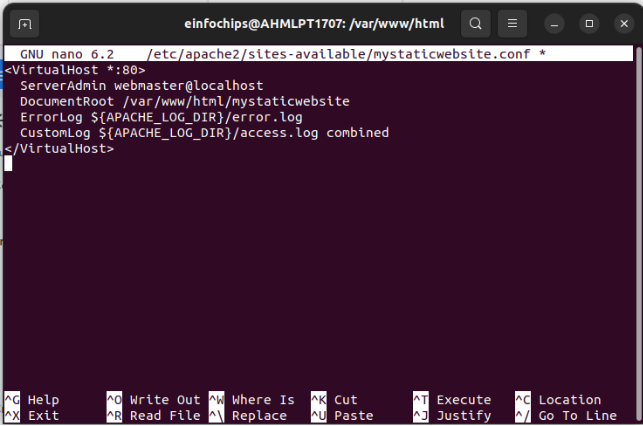 einfochips@AHMLPT1707: /var/www/html
GNU nano 6.2 /etc/apache2/sites-available/mystaticwebsite.conf *
<VirtualHost *:80>
ServerAdmin webmaster@localhost
DocumentRoot /var/www/html/mystaticwebsite
ErrorLog ${APACHE_LOG_DIR}/error.log
CustomLog ${APACHE_LOG_DIR}/access.log combined
</VirtualHost>
^G Help ^O Write Out ^W Where Is ^K Cut ^T Execute ^C Location
^X Exit ^R Read File ^\ Replace ^U Paste ^J Justify ^/ Go To Line